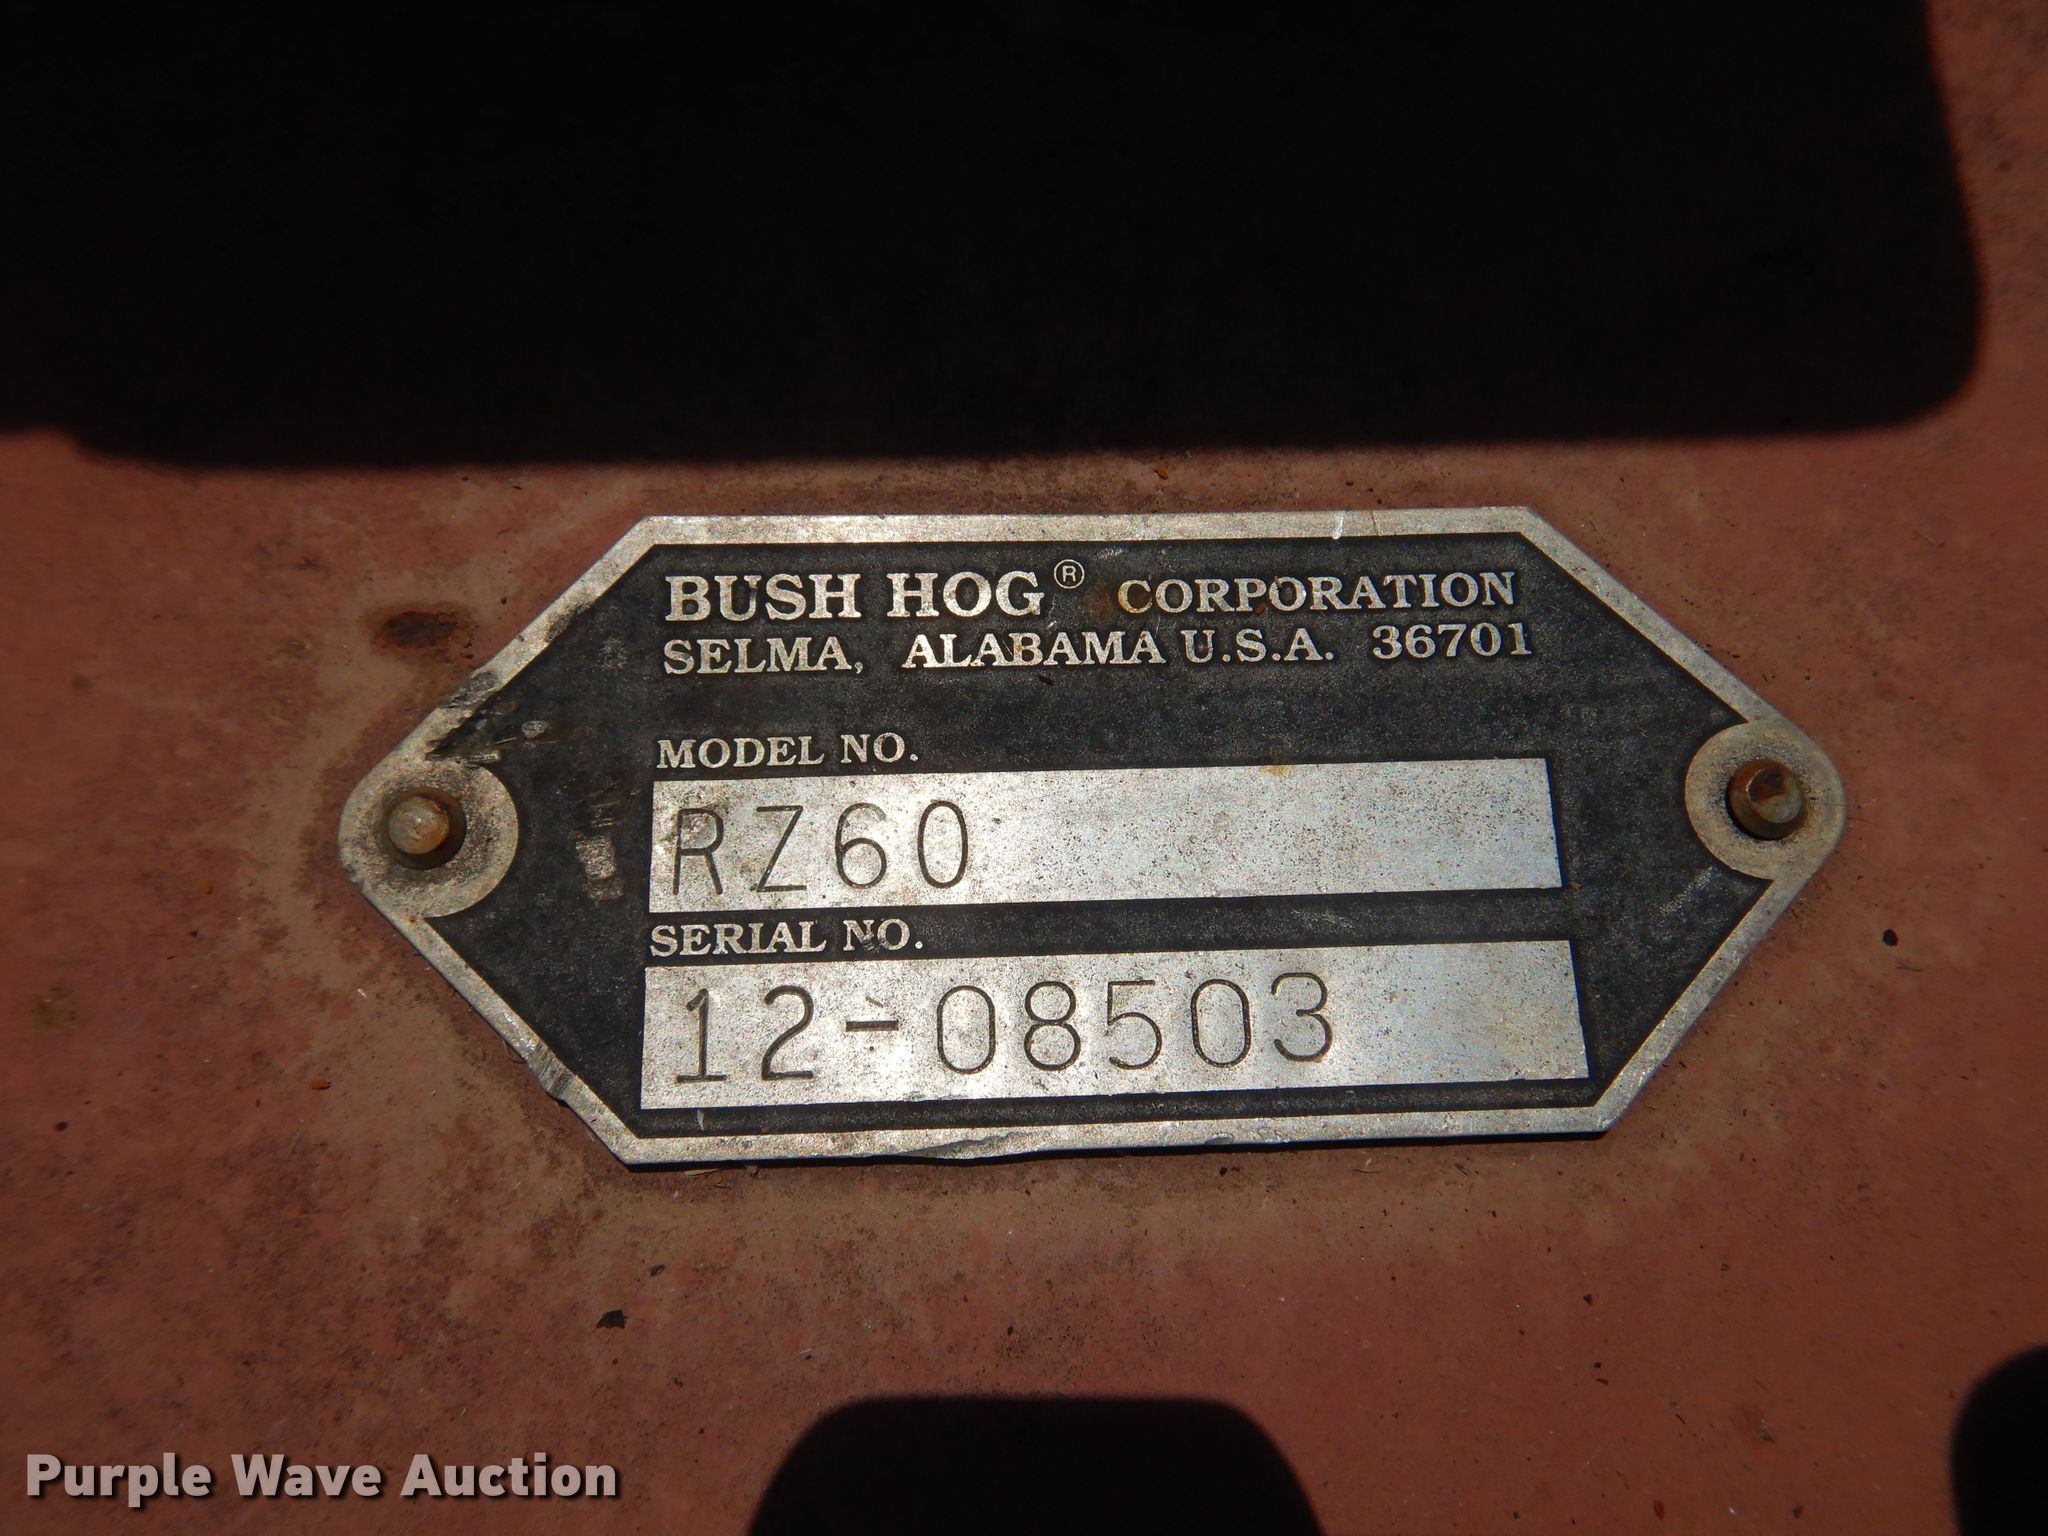 BUSH HOG® CORPORATION
SELMA, ALABAMA U.S.A. 36701
MODEL NO.
RZ60
SERIAL NO.
12-08503
Purple Wave Auction